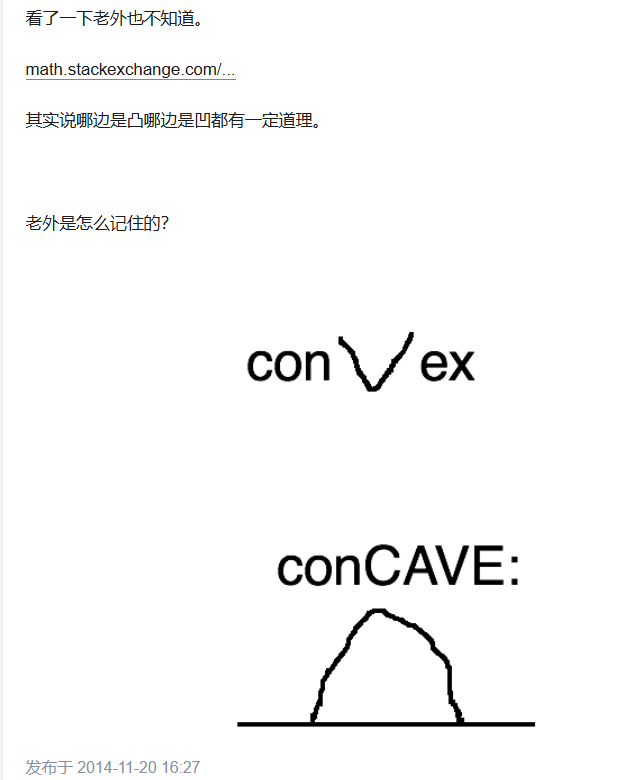 看了一下老外也不知道。
math.stackexchange.com/...
其实说哪边是凸哪边是凹都有一定道理。
老外是怎么记住的？
conVex
conCAVE:
发布于 2014-11-20 16:27